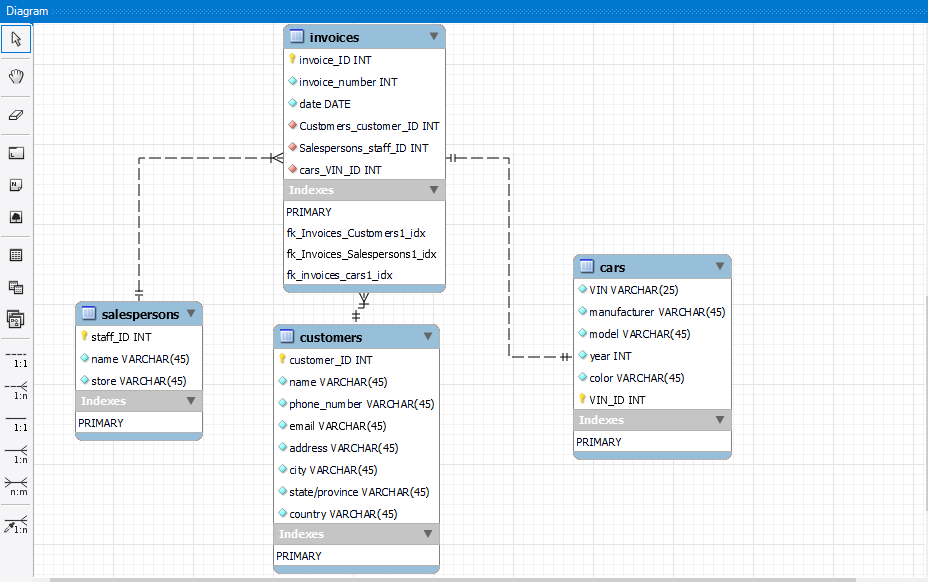 Diagram
invoices
invoice_ID INT
invoice_number INT
date DATE
Customers_customer_ID INT
Salespersons_staff_ID INT
cars_VIN_ID INT
Indexes
PRIMARY
fk_Invoices_Customers1_idx
fk_Invoices_Salespersons1_idx
fk_invoices_cars1_idx
salespersons
staff_ID INT
name VARCHAR(45)
store VARCHAR(45)
Indexes
PRIMARY
customers
customer_ID INT
name VARCHAR(45)
phone_number VARCHAR(45)
email VARCHAR(45)
address VARCHAR(45)
city VARCHAR(45)
state/province VARCHAR(45)
country VARCHAR(45)
Indexes
PRIMARY
cars
VIN VARCHAR(25)
manufacturer VARCHAR(45)
model VARCHAR(45)
year INT
color VARCHAR(45)
VIN_ID INT
Indexes
PRIMARY
1:1
1:n
1:1
1:n
n:m
1:n